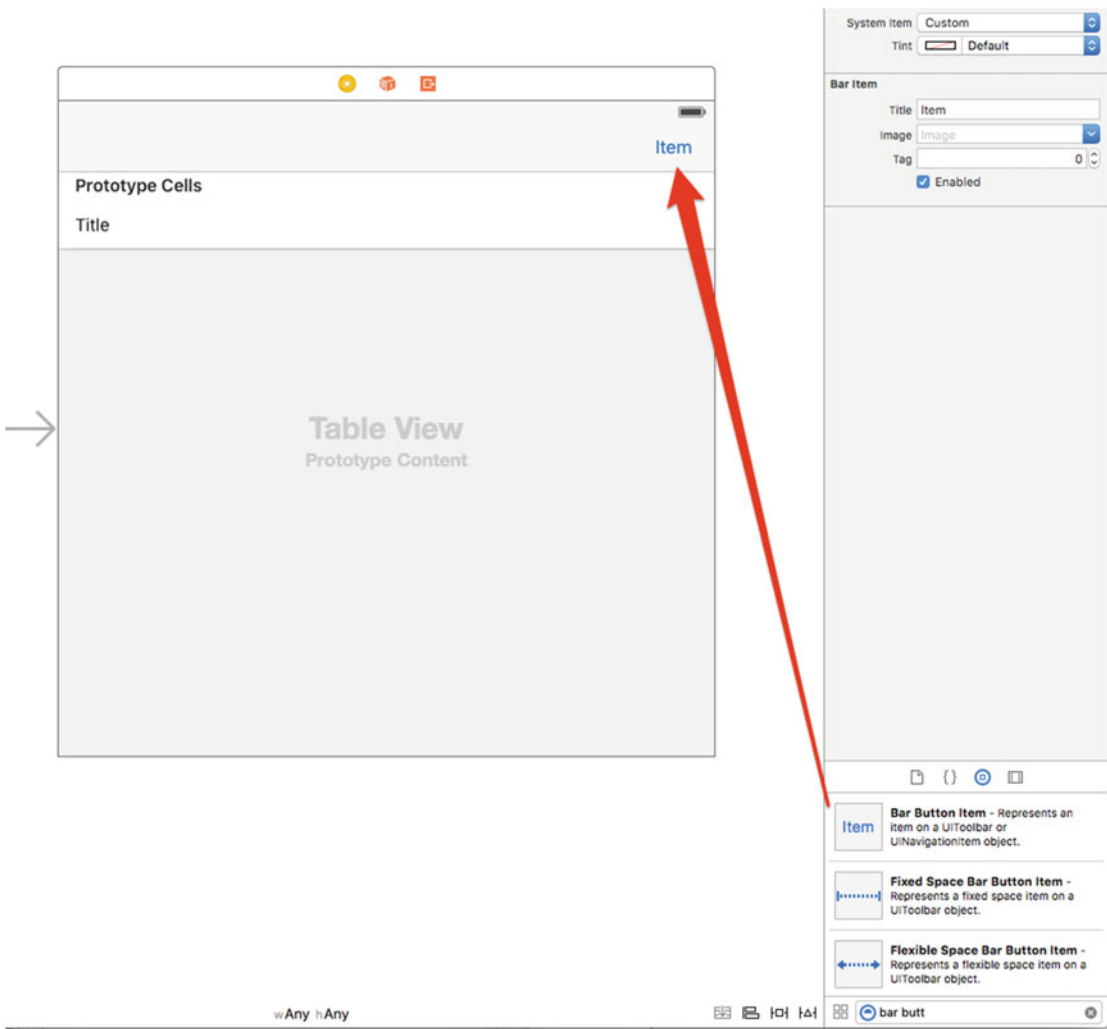 System Item Custom
Tint Default
Bar Item
Title Item
Image Image
Tag 0
Enabled
Item
Prototype Cells
Title
Table View
Prototype Content
Item
Bar Button Item - Represents an
item on a UIToolbar or
UINavigationItem object.
Fixed Space Bar Button Item -
Represents a fixed space item on a
UIToolbar object.
Flexible Space Bar Button Item -
Represents a flexible space item on a
UIToolbar object.
wAny hAny
bar butt